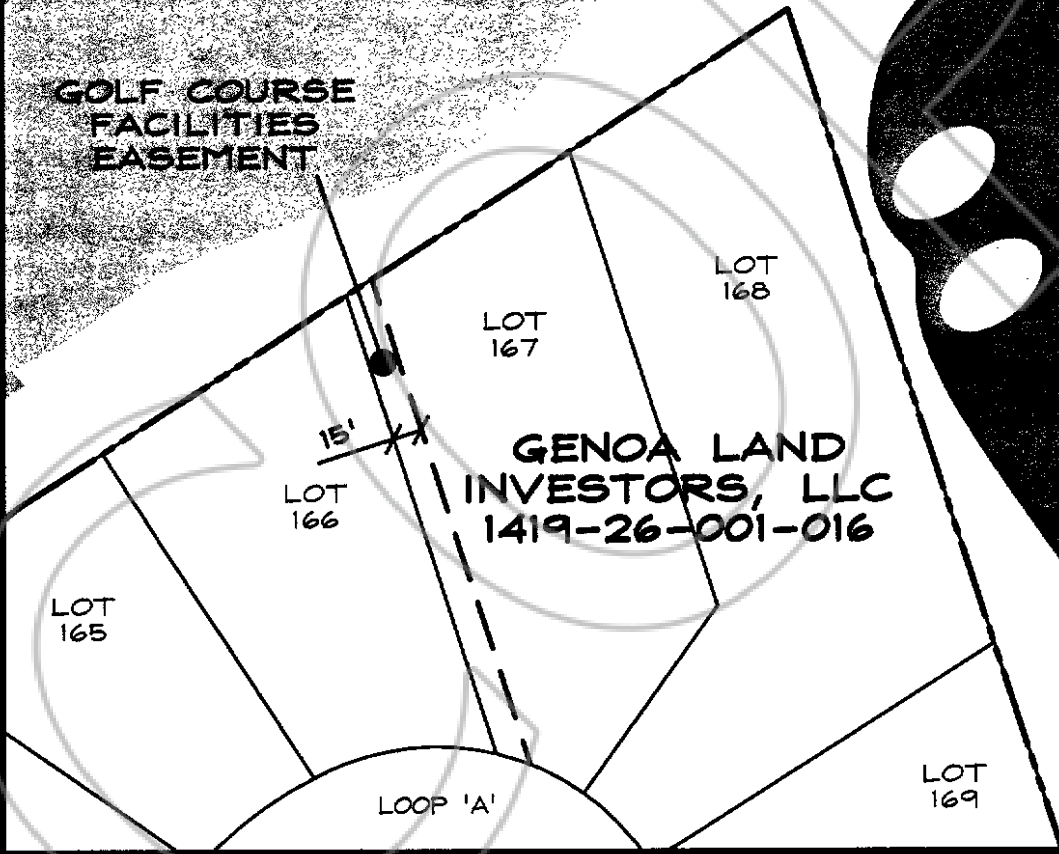 GOLF COURSE
FACILITIES
EASEMENT
LOT
168
LOT
167
15'
GENOA LAND
INVESTORS, LLC
1419-26-001-016
LOT
166
LOT
165
LOT
169
LOOP 'A'